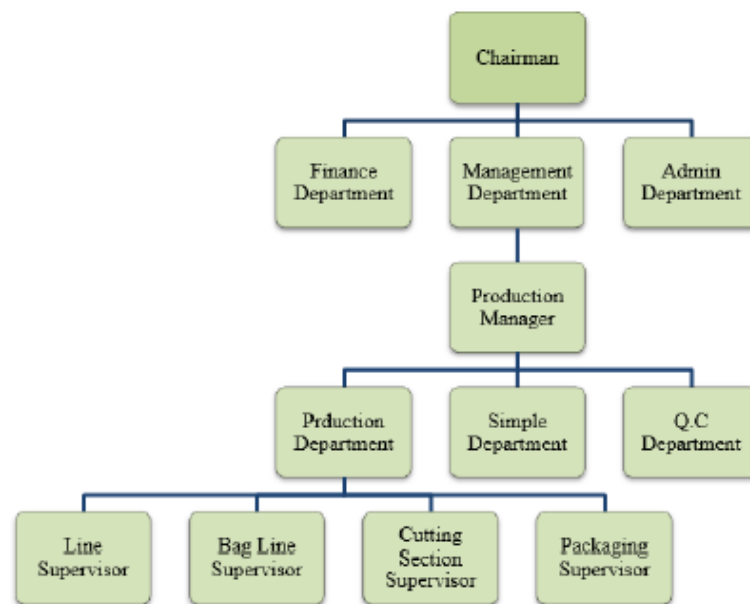 Chairman
Finance
Department
Management
Department
Admin
Department
Production
Manager
Prduction
Department
Simple
Department
Q.C
Department
Line
Supervisor
Bag Line
Supervisor
Cutting
Section
Supervisor
Packaging
Supervisor